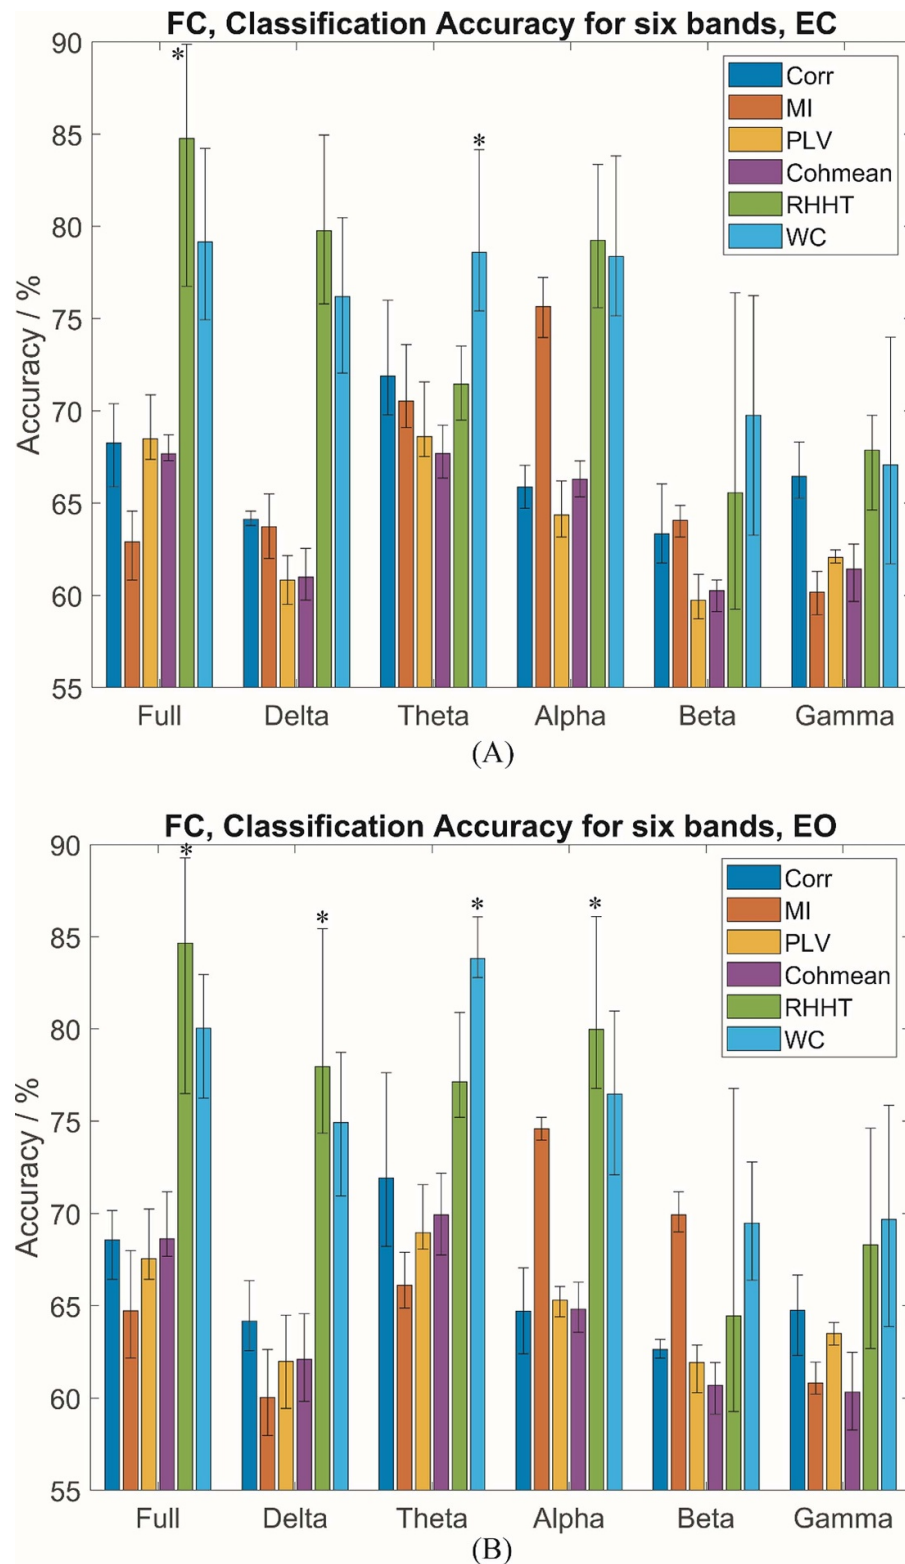 FC, Classification Accuracy for six bands, EC
90
85
80
75
70
65
60
55
Accuracy / %
*
*
Corr
MI
PLV
Cohmean
RHHT
WC
Full Delta Theta Alpha Beta Gamma
(A)
FC, Classification Accuracy for six bands, EO
90
85
80
75
70
65
60
55
Accuracy / %
*
*
*
*
Corr
MI
PLV
Cohmean
RHHT
WC
Full Delta Theta Alpha Beta Gamma
(B)